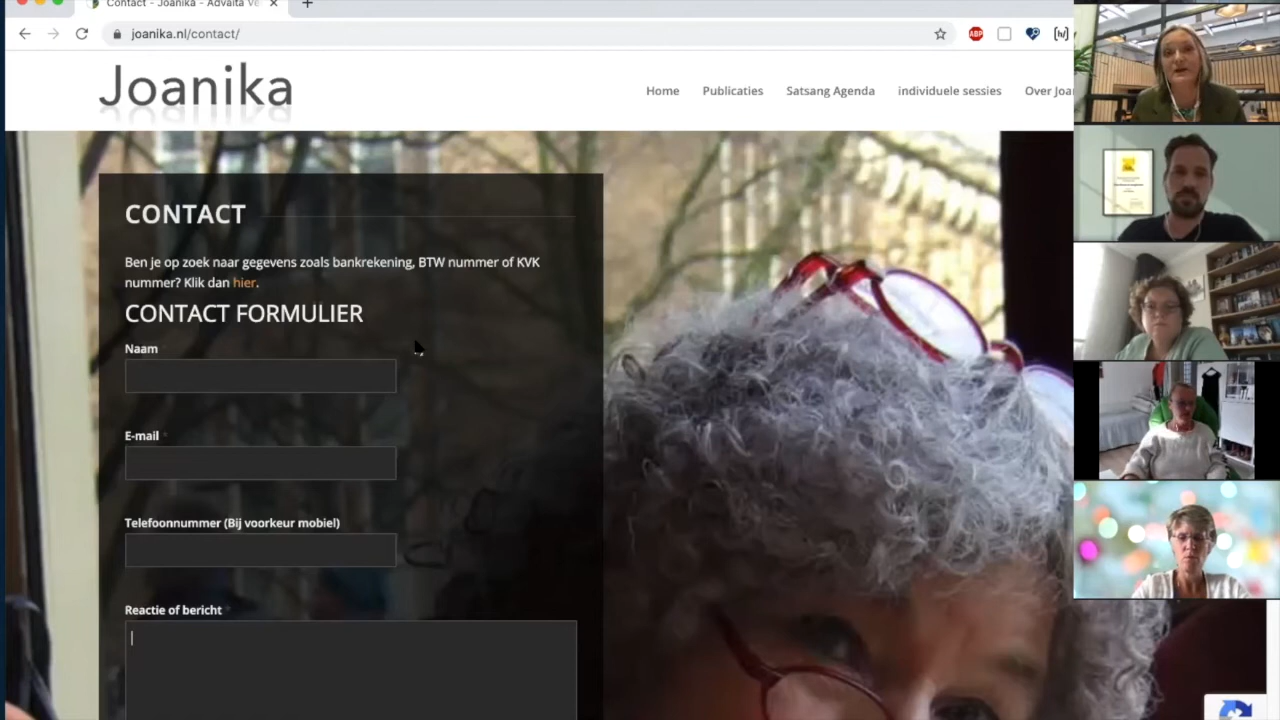 Contact - Joanika - Advaita Ve
joanika.nl/contact/
ABP
Joanika
Home Publicaties Satsang Agenda individuele sessies Over Joan
CONTACT
Ben je op zoek naar gegevens zoals bankrekening, BTW nummer of KVK
nummer? Klik dan hier.
CONTACT FORMULIER
Naam
E-mail
Telefoonnummer (Bij voorkeur mobiel)
Reactie of bericht